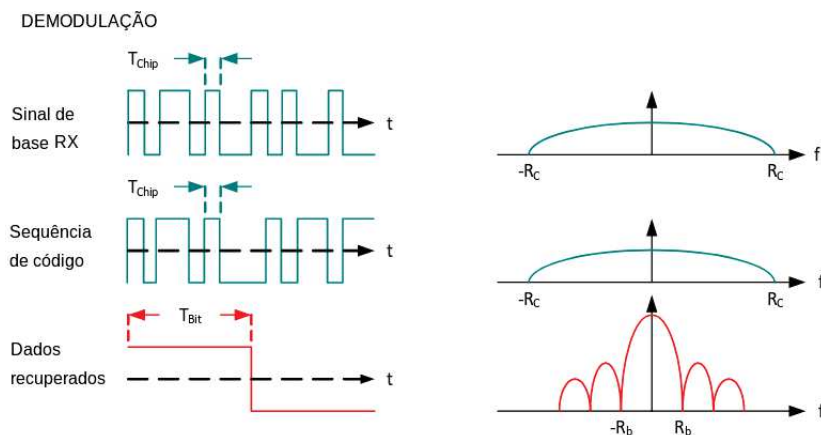 DEMODULAÇÃO
TChip
Sinal de
base RX
t
-RC
RC
f
TChip
Sequência
de código
t
-RC
RC
f
TBit
Dados
recuperados
t
-Rb
Rb
f